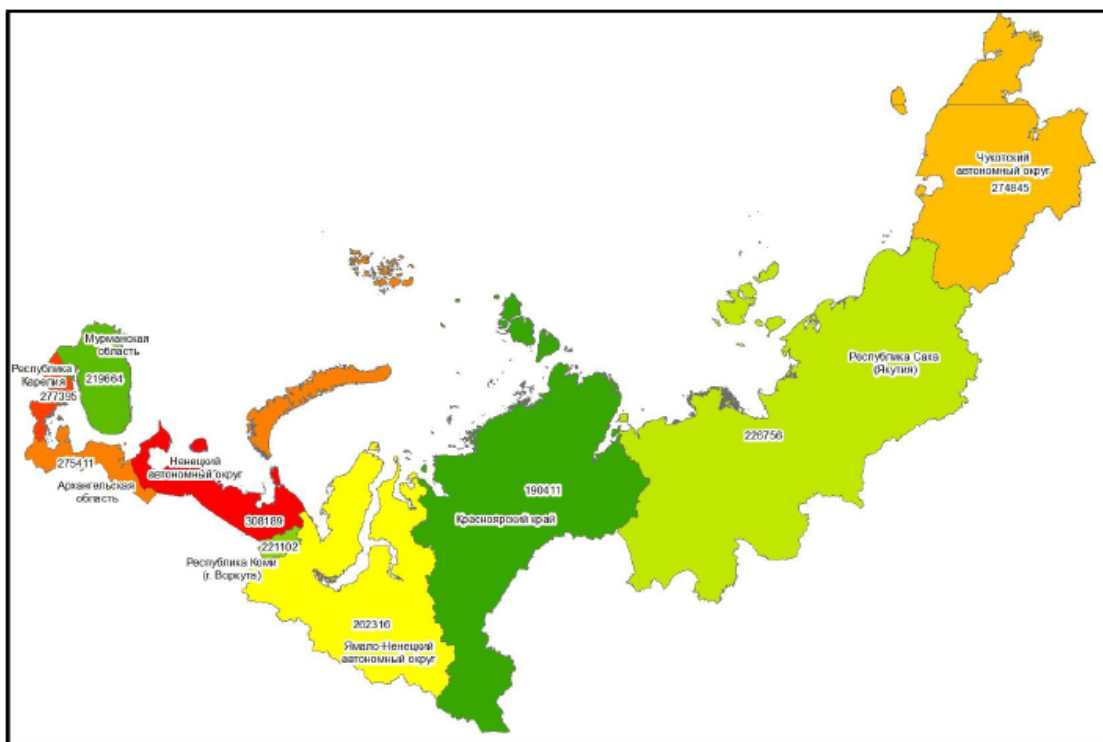 Чукотский
автономный округ
274845
Мурманская
область
219664
Республика
Карелия
277395
Республика Саха
(Якутия)
226756
275411
Архангельская
область
Ненецкий
автономный округ
308189
221102
Республика Коми
(г. Воркута)
190411
Красноярский край
262316
Ямало-Ненецкий
автономный округ